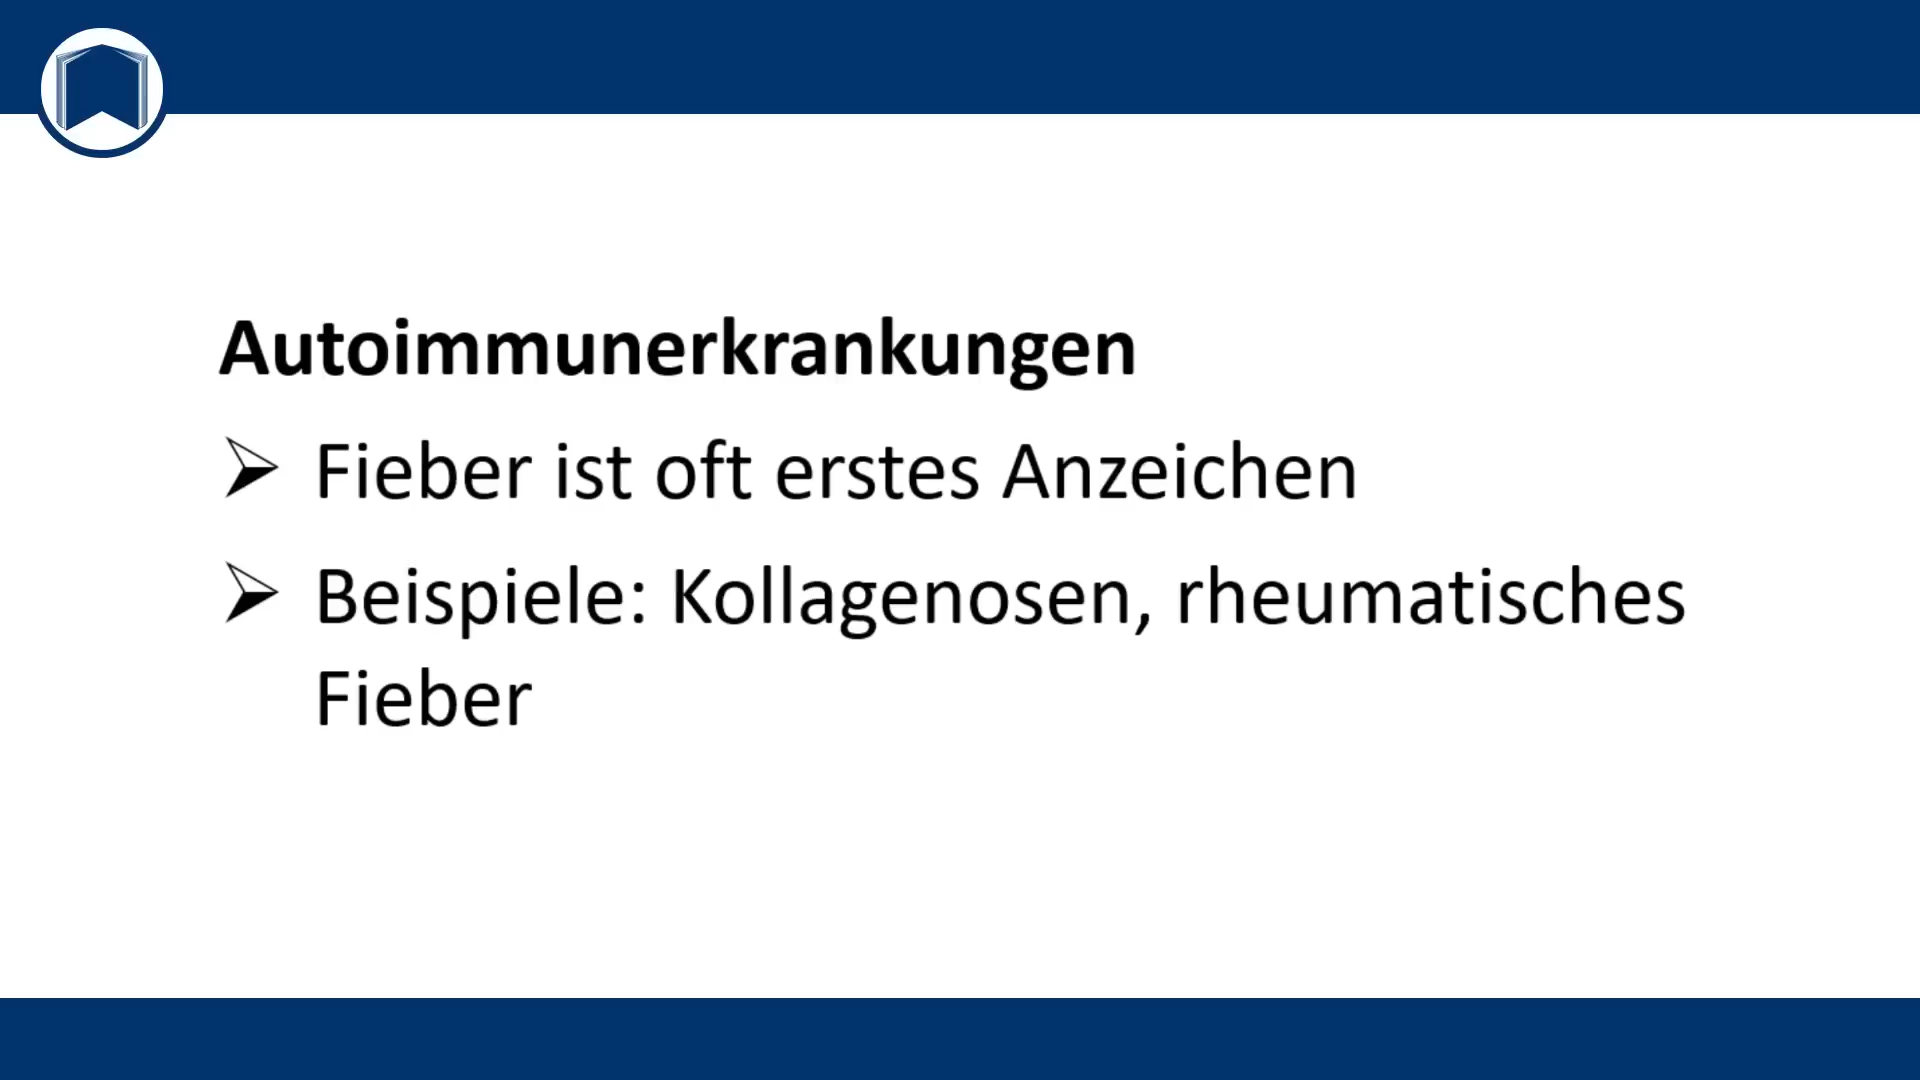 Autoimmunerkrankungen
➢ Fieber ist oft erstes Anzeichen
➢ Beispiele: Kollagenosen, rheumatisches
Fieber